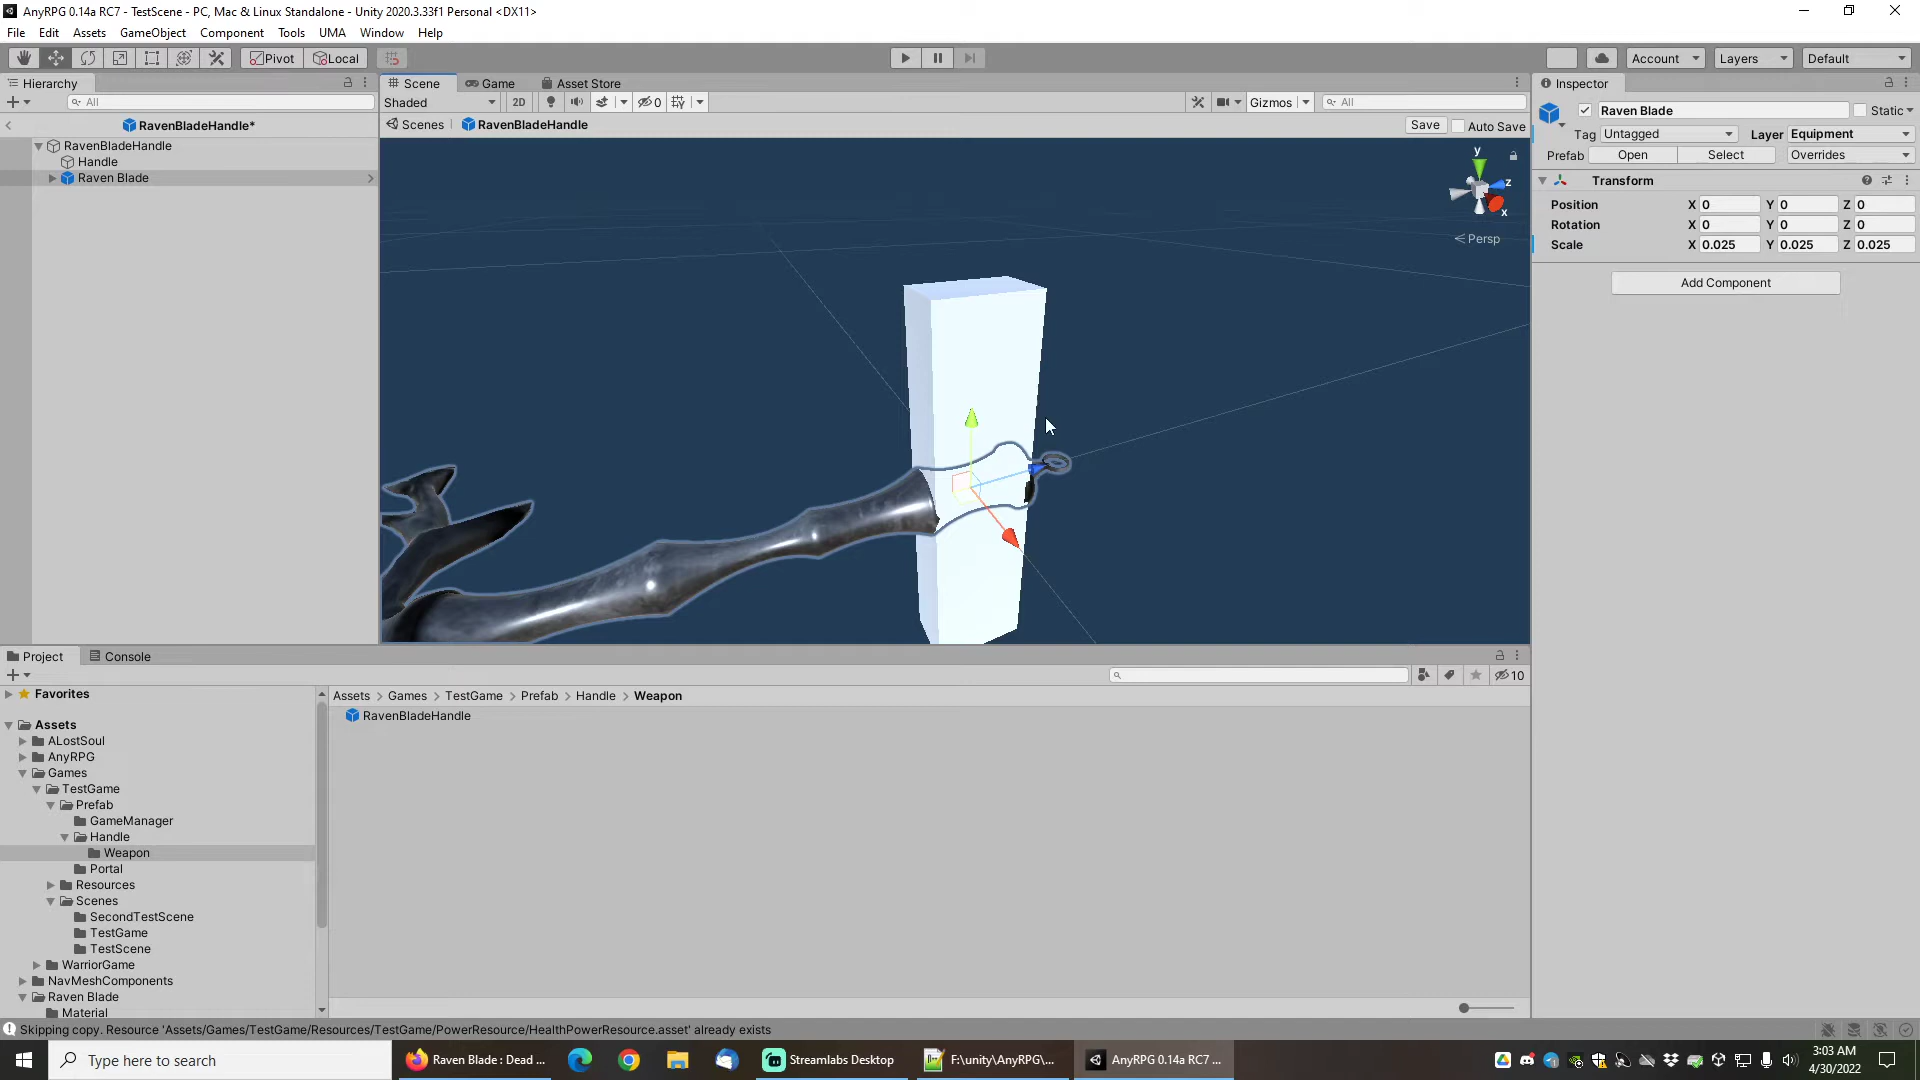 AnyRPG 0.14a RC7 - TestScene - PC, Mac & Linux Standalone - Unity 2020.3.33f1 Personal <DX11>
File Edit Assets GameObject Component Tools UMA Window Help
Pivot Local Account Layers Default
Hierarchy Scene Game Asset Store Inspector
All Shaded 2D 0 Gizmos All Raven Blade Static
RavenBladeHandle* Scenes RavenBladeHandle Save Auto Save Tag Untagged Layer Equipment
RavenBladeHandle Prefab Open Select Overrides
Handle
Raven Blade
y
z
x
Persp
Transform
Position X 0 Y 0 Z 0
Rotation X 0 Y 0 Z 0
Scale X 0.025 Y 0.025 Z 0.025
Add Component
Project Console
10
Favorites Assets > Games > TestGame > Prefab > Handle > Weapon
RavenBladeHandle
Assets
ALostSoul
AnyRPG
Games
TestGame
Prefab
GameManager
Handle
Weapon
Portal
Resources
Scenes
SecondTestScene
TestGame
TestScene
WarriorGame
NavMeshComponents
Raven Blade
Material
Skipping copy. Resource 'Assets/Games/TestGame/Resources/TestGame/PowerResource/HealthPowerResource.asset' already exists
Type here to search Raven Blade : Dead ... Streamlabs Desktop F:\unity\AnyRPG\... AnyRPG 0.14a RC7 ... 3:03 AM
4/30/2022